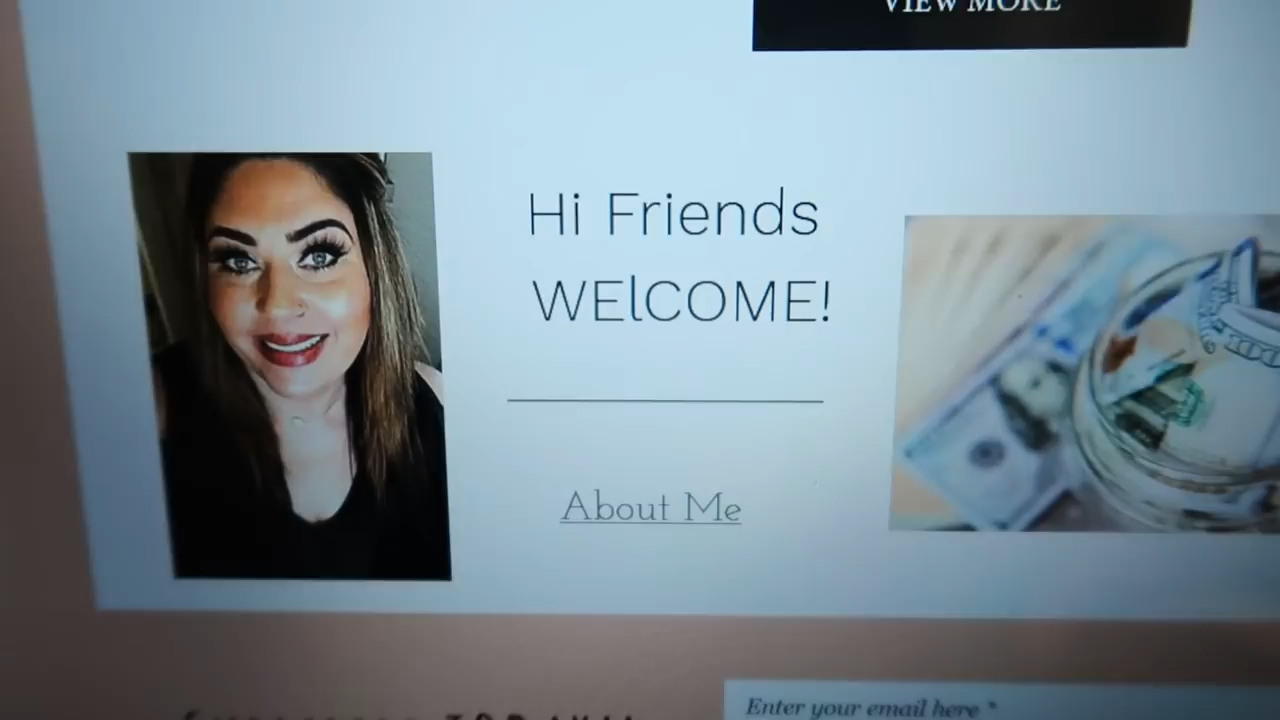 VIEW MORE
Hi Friends
WElCOME!
About Me
Enter your email here *